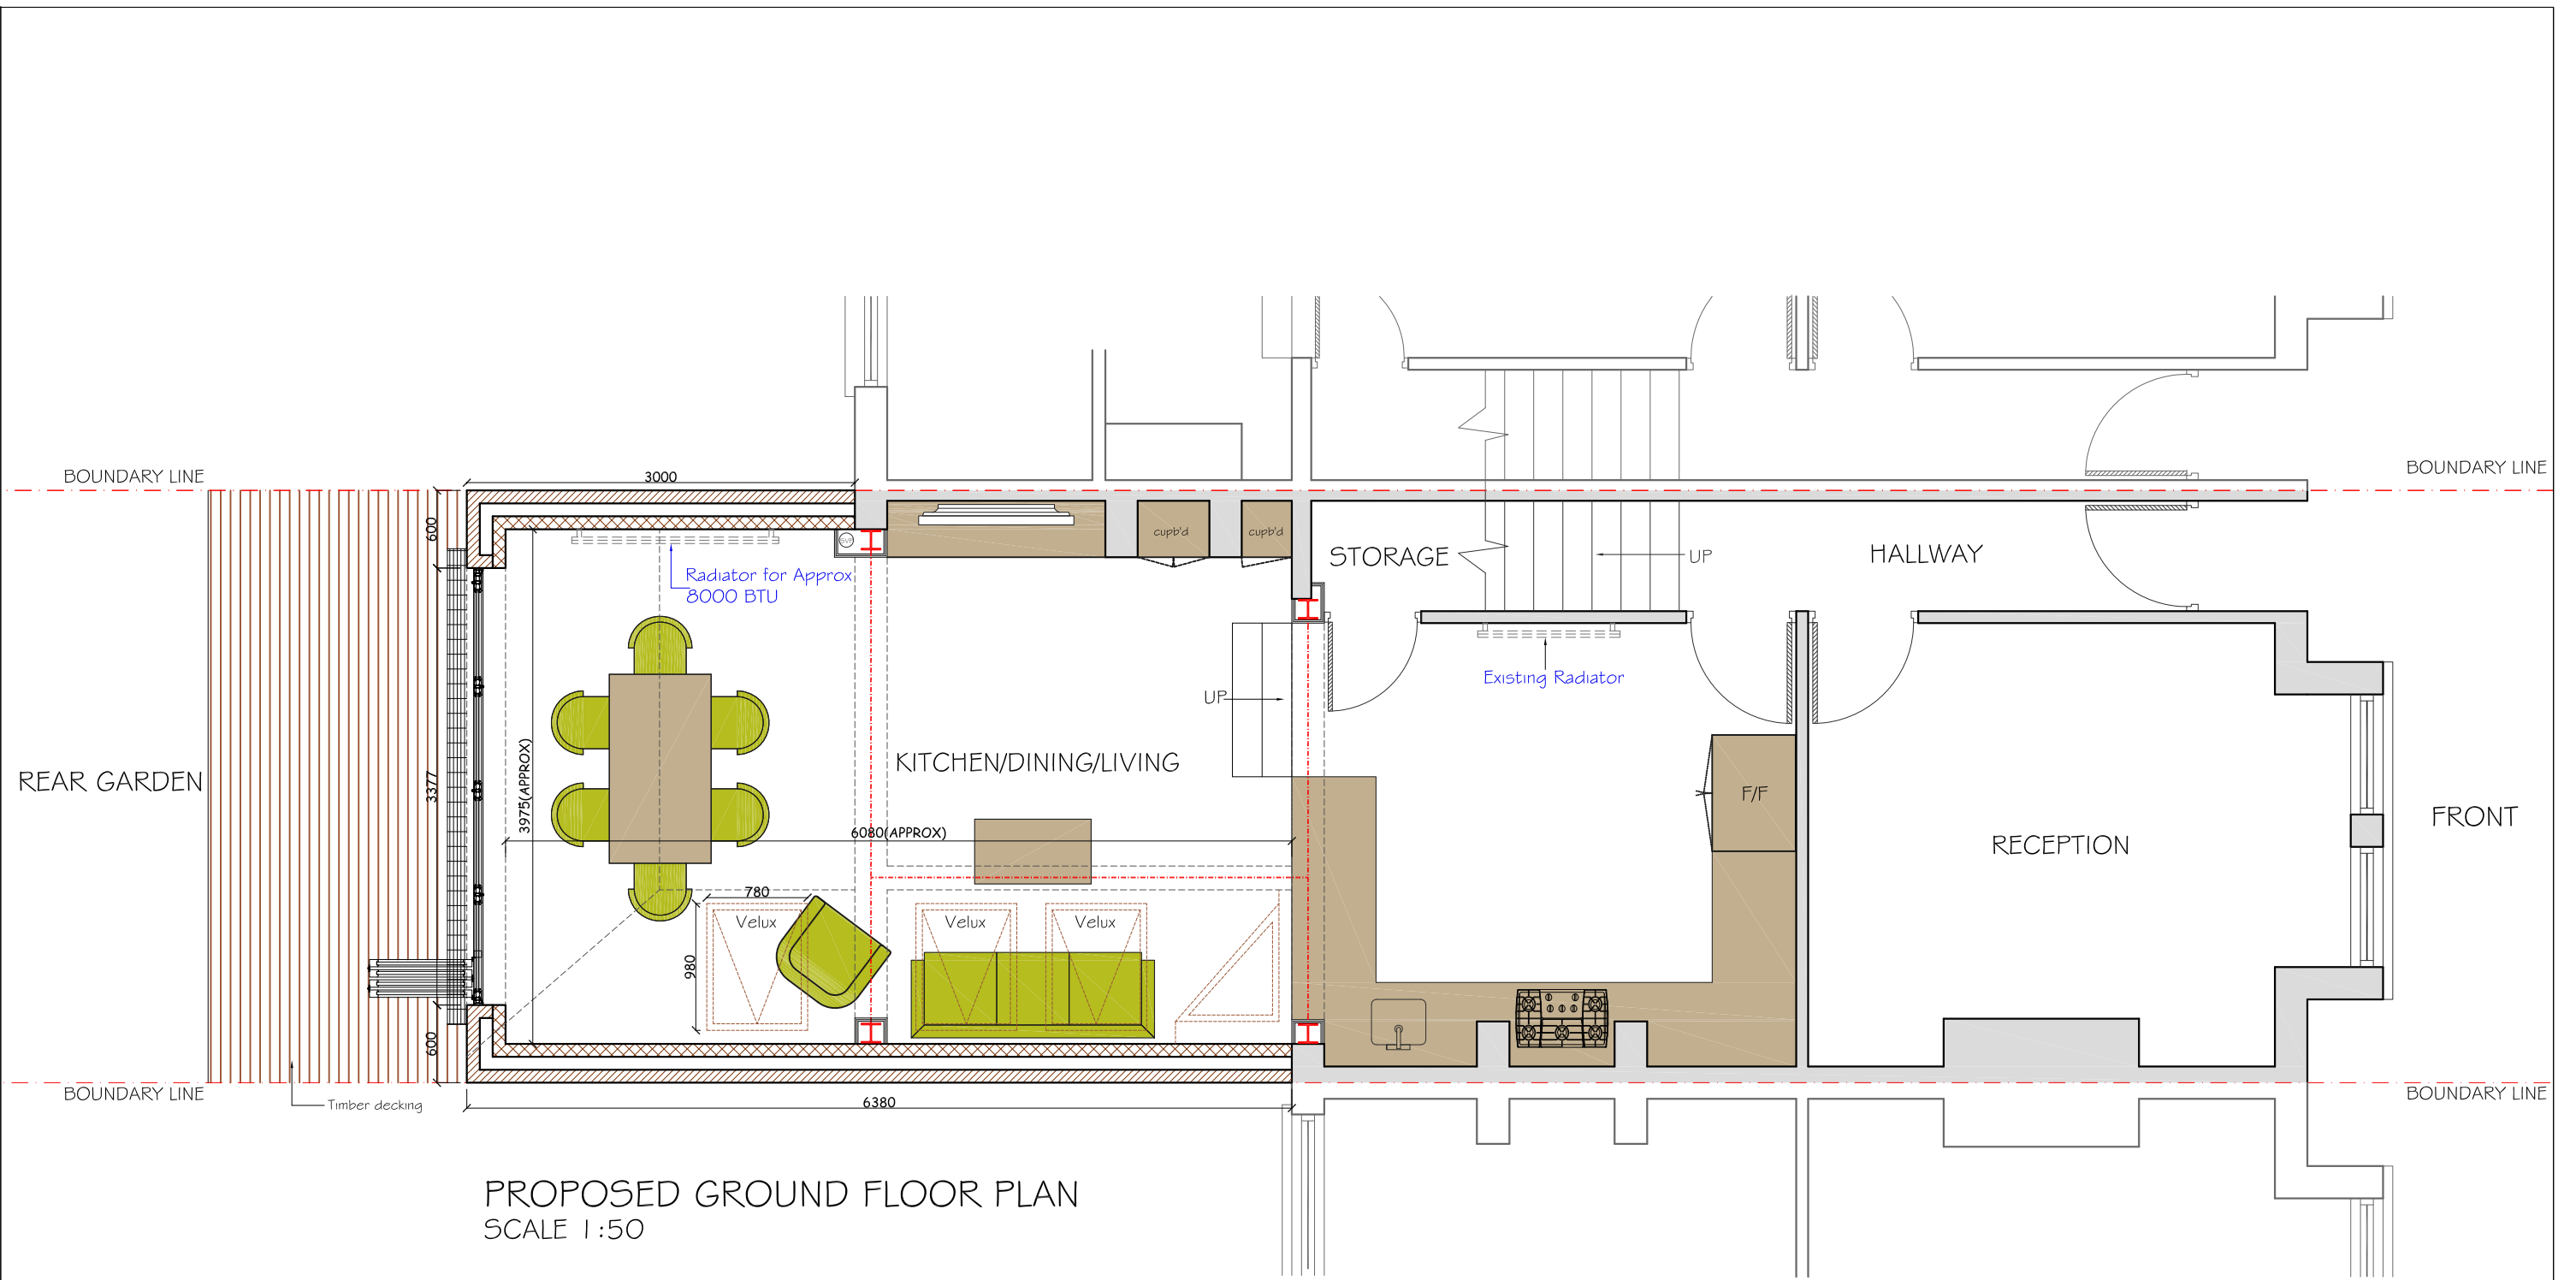 BOUNDARY LINE
BOUNDARY LINE
3000
600
SVP
cupb'd
cupb'd
STORAGE
UP
HALLWAY
Radiator for Approx
8000 BTU
Existing Radiator
UP
REAR GARDEN
3377
3975(APPROX)
KITCHEN/DINING/LIVING
F/F
6080(APPROX)
RECEPTION
FRONT
780
Velux
Velux
Velux
980
600
BOUNDARY LINE
Timber decking
6380
BOUNDARY LINE
PROPOSED GROUND FLOOR PLAN
SCALE 1:50